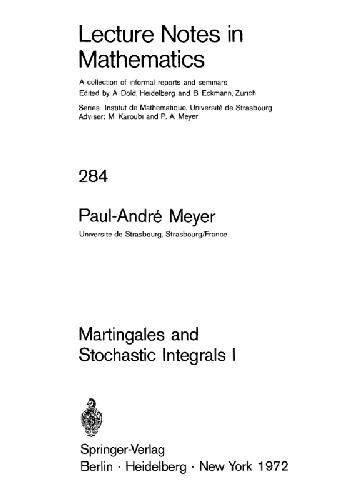 Lecture Notes in
Mathematics
A collection of informal reports and seminars
Edited by A. Dold, Heidelberg and B. Eckmann, Zürich
Series: Institut de Mathématique, Université de Strasbourg
Adviser: M. Karoubi and P. A. Meyer
284
Paul-André Meyer
Université de Strasbourg, Strasbourg/France
Martingales and
Stochastic Integrals I
Springer-Verlag
Berlin · Heidelberg · New York 1972